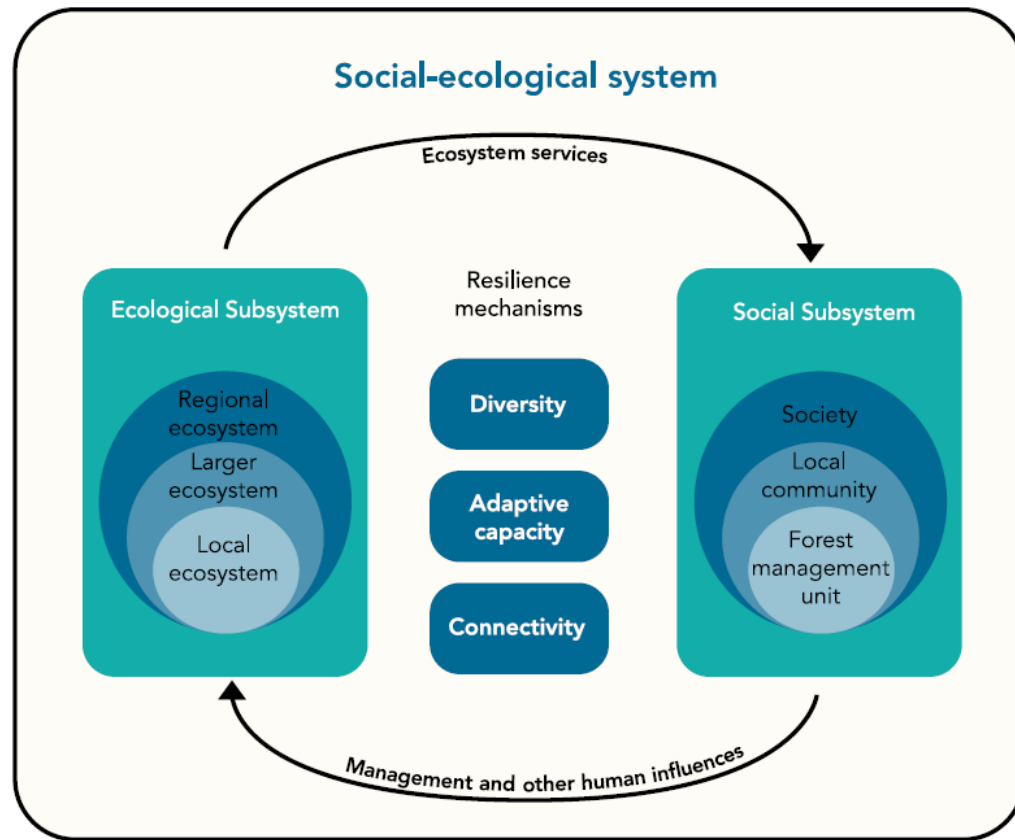 Social-ecological system
Ecosystem services
Ecological Subsystem
Regional
ecosystem
Larger
ecosystem
Local
ecosystem
Resilience
mechanisms
Diversity
Adaptive
capacity
Connectivity
Social Subsystem
Society
Local
community
Forest
management
unit
Management and other human influences